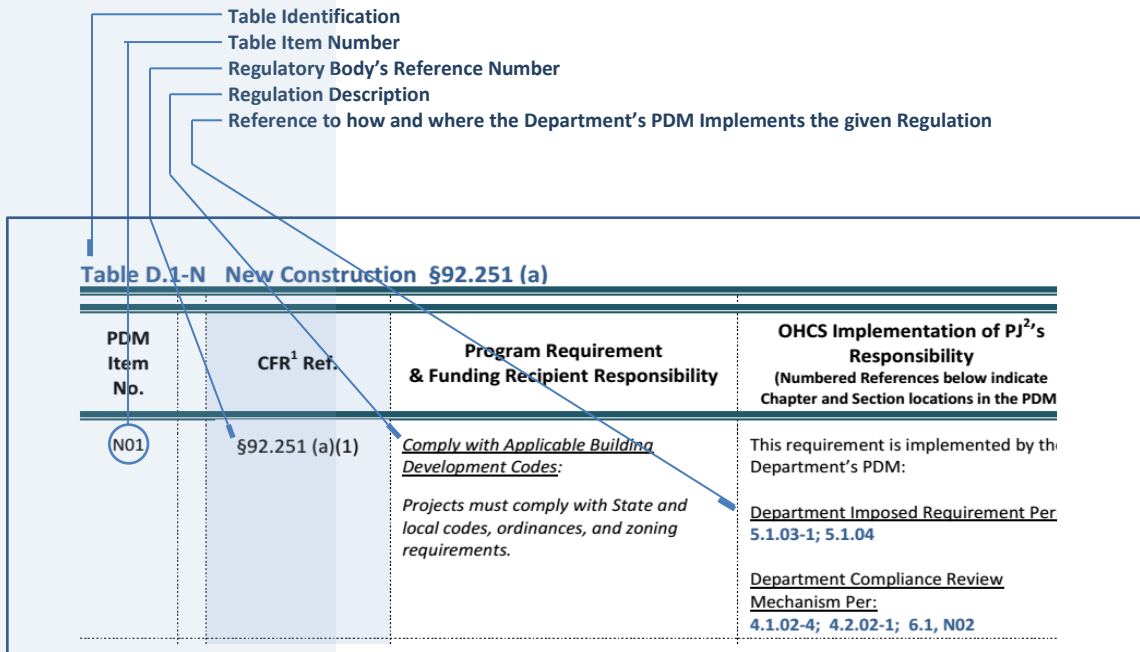 Table Identification
Table Item Number
Regulatory Body's Reference Number
Regulation Description
Reference to how and where the Department's PDM Implements the given Regulation
Table D.1-N New Construction §92.251 (a)
PDM
Item
No.
CFR1 Ref.
Program Requirement
& Funding Recipient Responsibility
OHCS Implementation of PJ2's
Responsibility
(Numbered References below indicate
Chapter and Section locations in the PDM
N01
§92.251 (a)(1)
Comply with Applicable Building
Development Codes:
Projects must comply with State and
local codes, ordinances, and zoning
requirements.
This requirement is implemented by the
Department's PDM:
Department Imposed Requirement Per:
5.1.03-1; 5.1.04
Department Compliance Review
Mechanism Per:
4.1.02-4; 4.2.02-1; 6.1, N02